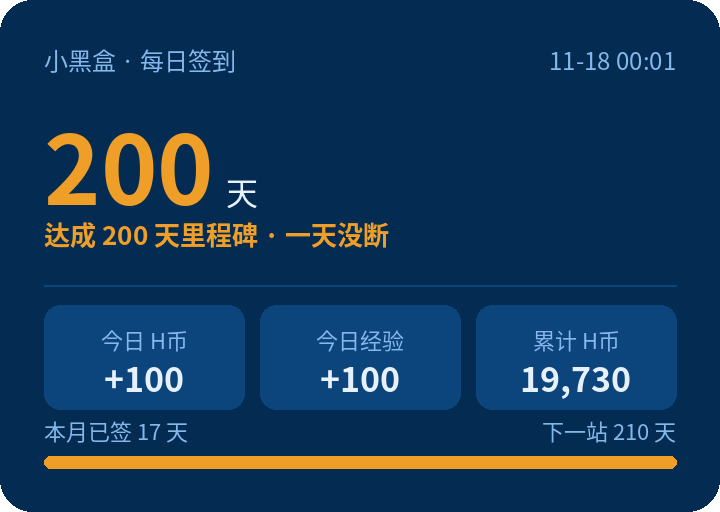 小黑盒 · 每日签到
11-18 00:01
200 天
达成 200 天里程碑 · 一天没断
今日 H币
+100
今日经验
+100
累计 H币
19,730
本月已签 17 天
下一站 210 天